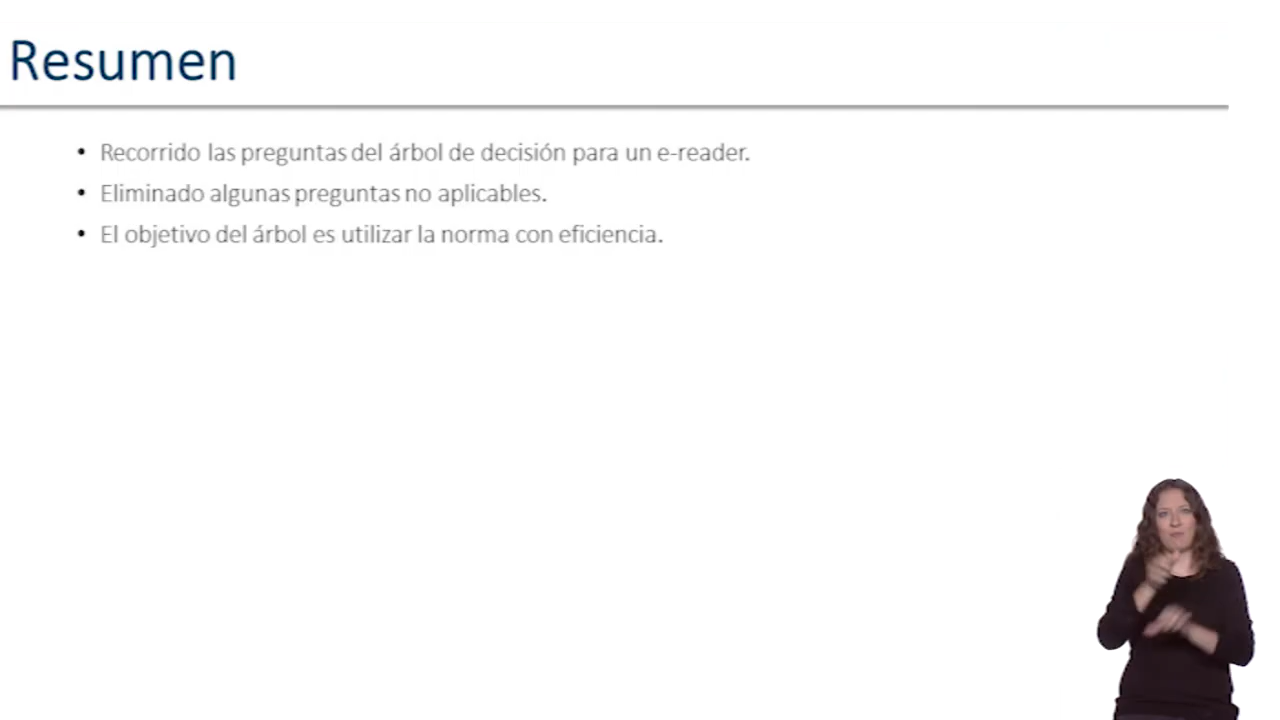 Resumen
• Recorrido las preguntas del árbol de decisión para un e-reader.
• Eliminado algunas preguntas no aplicables.
• El objetivo del árbol es utilizar la norma con eficiencia.